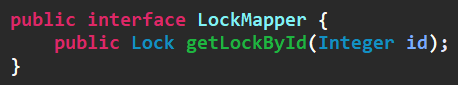 public interface LockMapper {
    public Lock getLockById(Integer id);
}